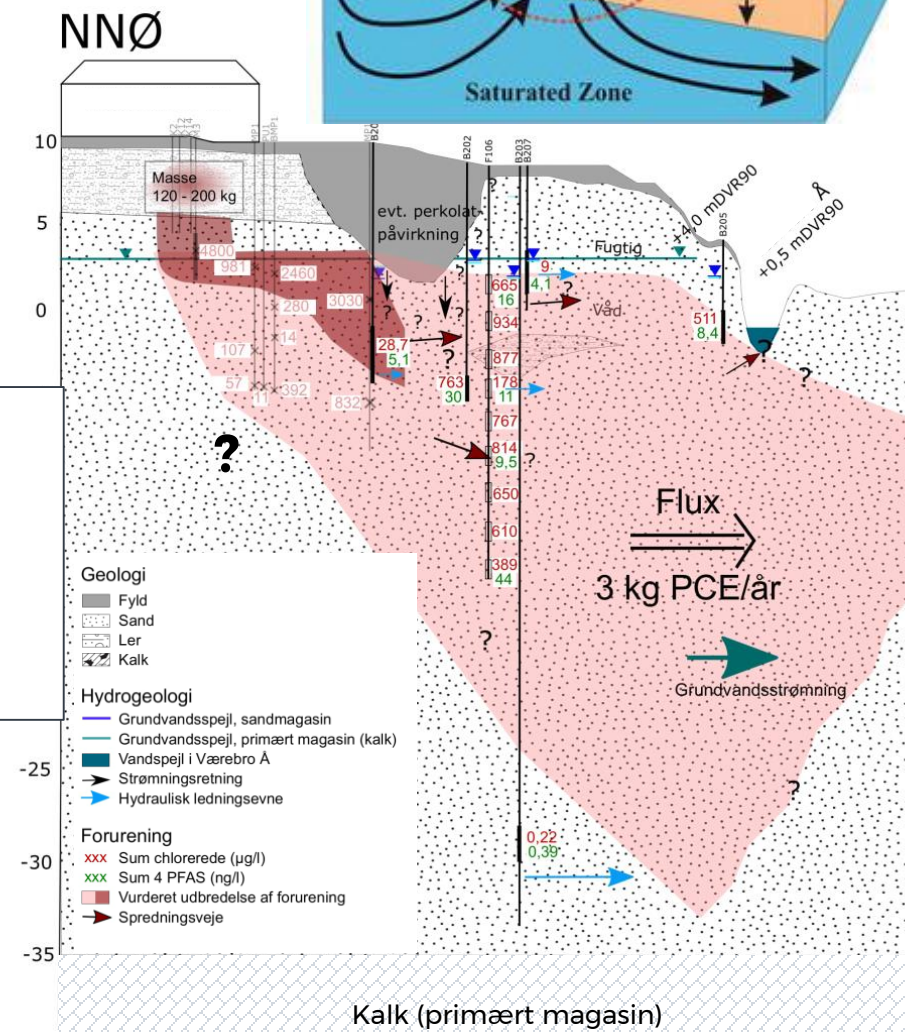 Saturated Zone
NNØ
10
5
0
-25
-30
-35
B202
F106
B203
B207
B205
Masse
120 - 200 kg
evt. perkolat-
påvirkning
?
?
+4,0 mDVR90
Å
+0,5 mDVR90
Fugtig
Våd
4800
981
2460
280
14
107
57
11
392
3030
832
28,7
5,1
?
?
?
?
?
763
30
665
16
934
877
178
11
767
814
9,5
?
650
610
389
44
9
4,1
?
511
8,4
?
?
?
?
?
0,22
0,39
Flux
3 kg PCE/år
Grundvandsstrømning
Geologi
Fyld
Sand
Ler
Kalk
Hydrogeologi
Grundvandsspejl, sandmagasin
Grundvandsspejl, primært magasin (kalk)
Vandspejl i Værebro Å
Strømningsretning
Hydraulisk ledningsevne
Forurening
xxx Sum chlorerede (µg/l)
xxx Sum 4 PFAS (ng/l)
Vurderet udbredelse af forurening
Spredningsveje
Kalk (primært magasin)